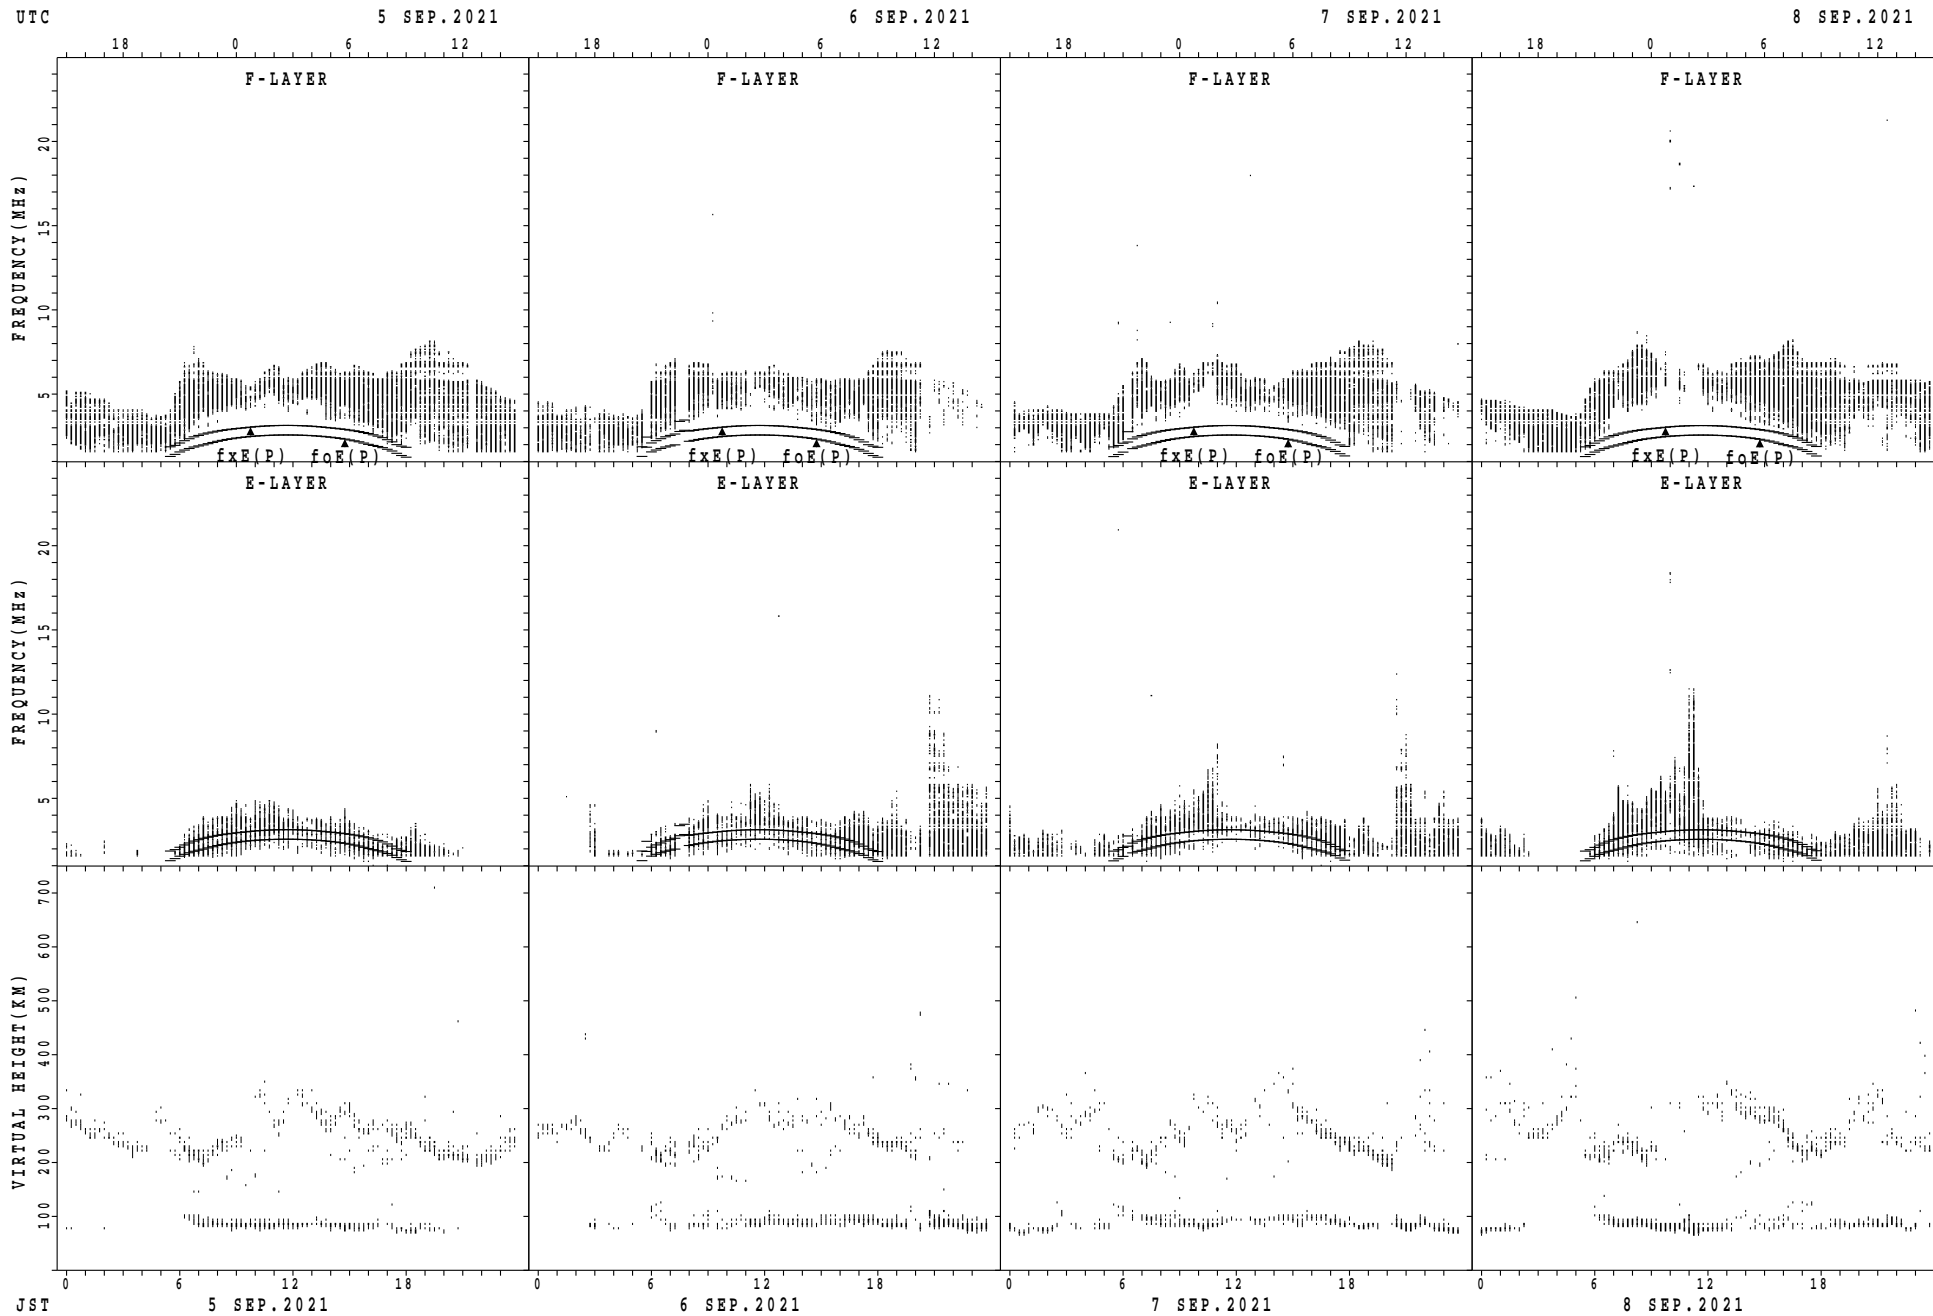 UTC 5 SEP.2021 6 SEP.2021 7 SEP.2021 8 SEP.2021
18 0 6 12 18 0 6 12 18 0 6 12 18 0 6 12
F-LAYER F-LAYER F-LAYER F-LAYER
FREQUENCY(MHz)
20
15
10
5
fxE(P) foE(P) fxE(P) foE(P) fxE(P) foE(P) fxE(P) foE(P)
E-LAYER E-LAYER E-LAYER E-LAYER
FREQUENCY(MHz)
20
15
10
5
VIRTUAL HEIGHT(KM)
700
600
500
400
300
200
100
0 6 12 18 0 6 12 18 0 6 12 18 0 6 12 18
JST 5 SEP.2021 6 SEP.2021 7 SEP.2021 8 SEP.2021